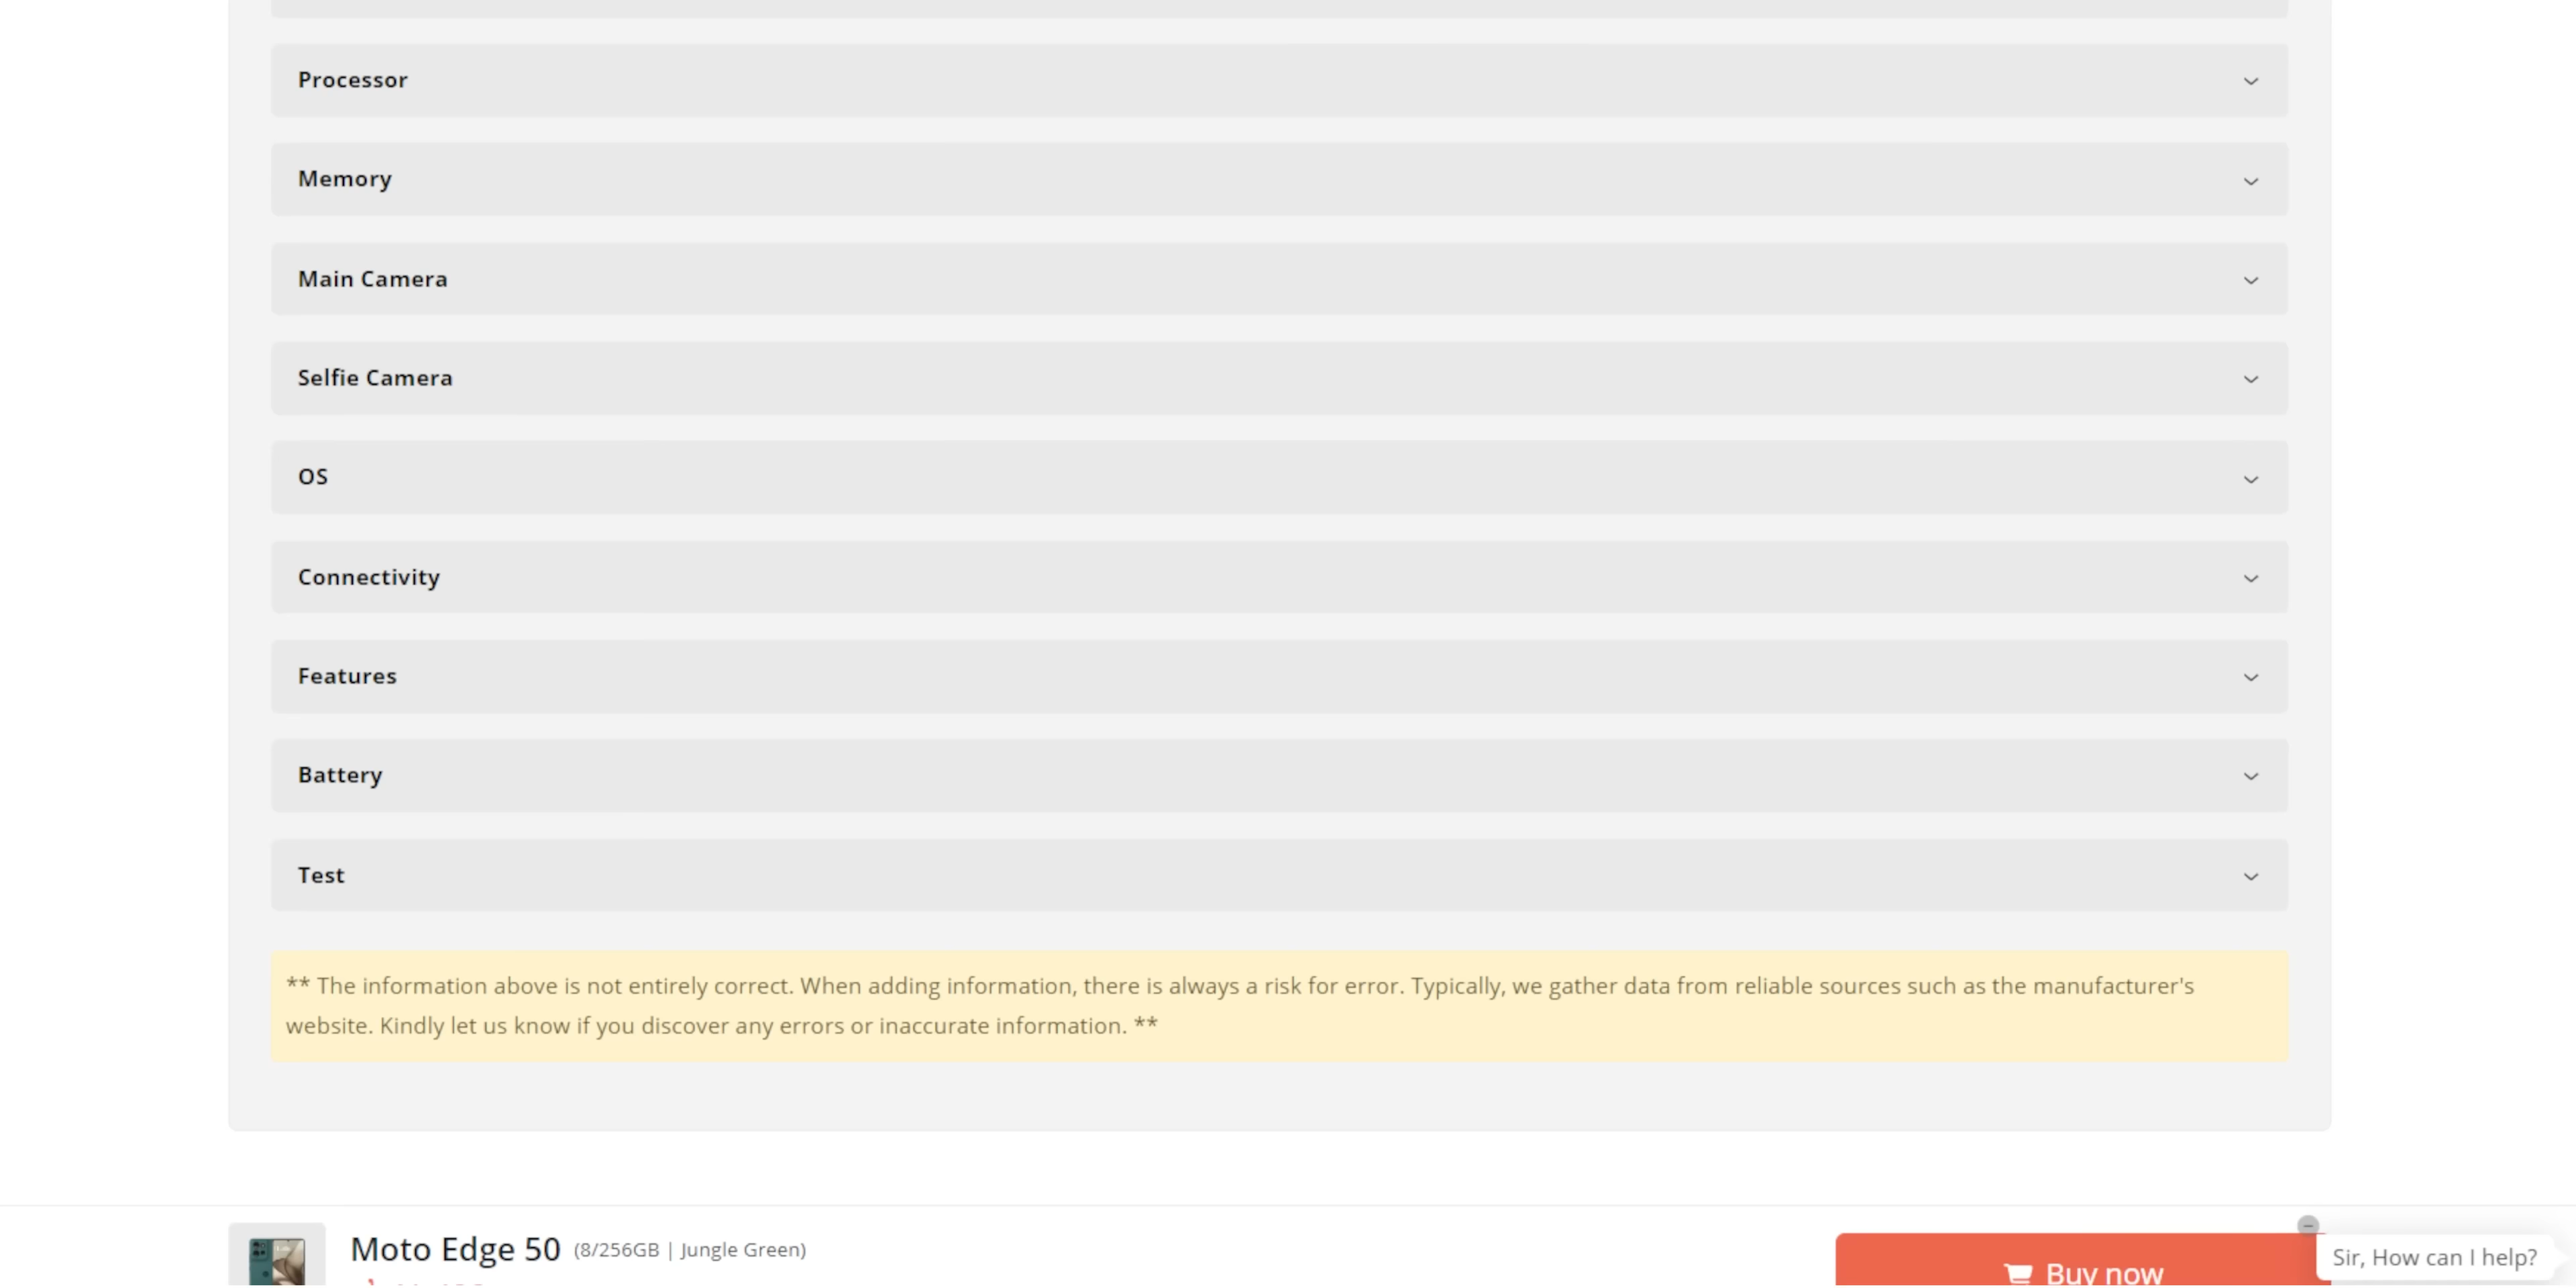 Processor
Memory
Main Camera
Selfie Camera
OS
Connectivity
Features
Battery
Test
** The information above is not entirely correct. When adding information, there is always a risk for error. Typically, we gather data from reliable sources such as the manufacturer's
website. Kindly let us know if you discover any errors or inaccurate information. **
Moto Edge 50 (8/256GB | Jungle Green)
Buy now
Sir, How can I help?